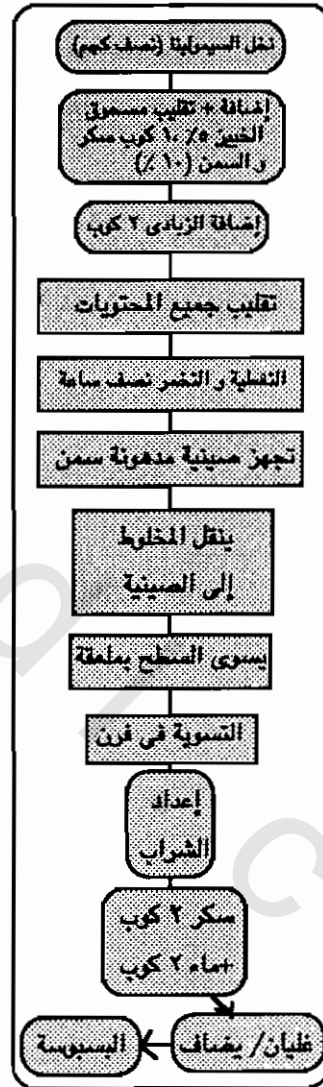 نخل السيمولينا (نصف كجم)
إضافة + تقليب مسحوق
الخبيز ٥٪ ١٠ كوب سكر
و السمن (١٠ ٪)
إضافة الزبادى ٢ كوب
تقليب جميع المحتويات
التغطية و التخمر نصف ساعة
تجهز صينية مدهونة سمن
ينقل المخلوط
إلى الصينية
يسوى السطح بملعقة
التسوية فى فرن
إعداد
الشراب
سكر ٢ كوب
+ماء ٢ كوب
غليان/ يضاف
البسبوسة